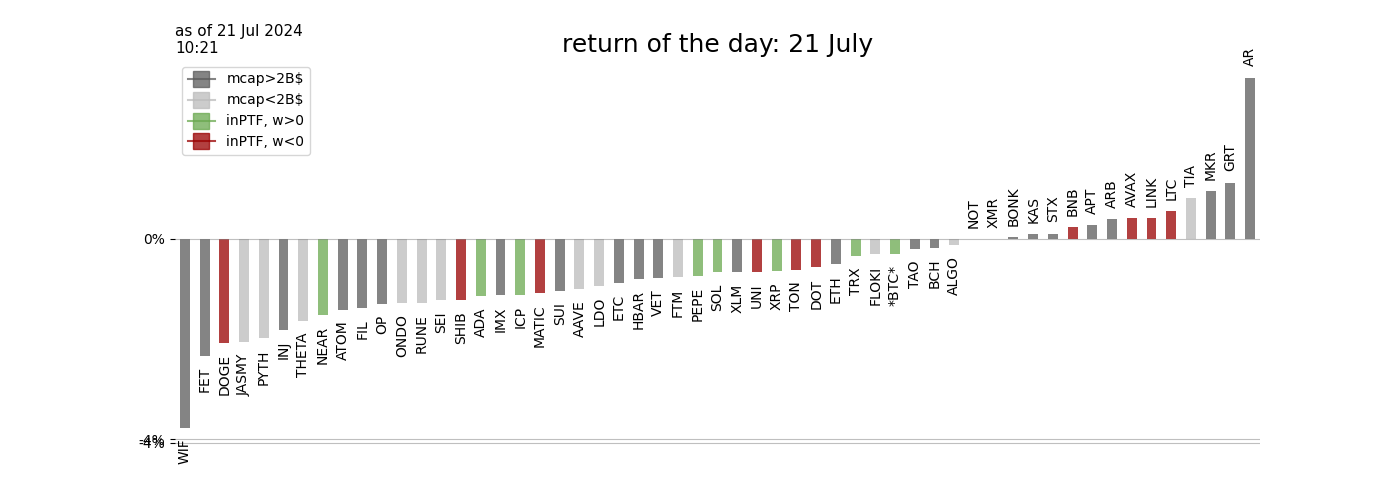 as of 21 Jul 2024
10:21
return of the day: 21 July
mcap>2B$
mcap<2B$
inPTF, w>0
inPTF, w<0
0%
-4%
-4%
WIF
FET
DOGE
JASMY
PYTH
INJ
THETA
NEAR
ATOM
FIL
OP
ONDO
RUNE
SEI
SHIB
ADA
IMX
ICP
MATIC
SUI
AAVE
LDO
ETC
HBAR
VET
FTM
PEPE
SOL
XLM
UNI
XRP
TON
DOT
ETH
TRX
FLOKI
*BTC*
TAO
BCH
ALGO
NOT
XMR
BONK
KAS
STX
BNB
APT
ARB
AVAX
LINK
LTC
TIA
MKR
GRT
AR